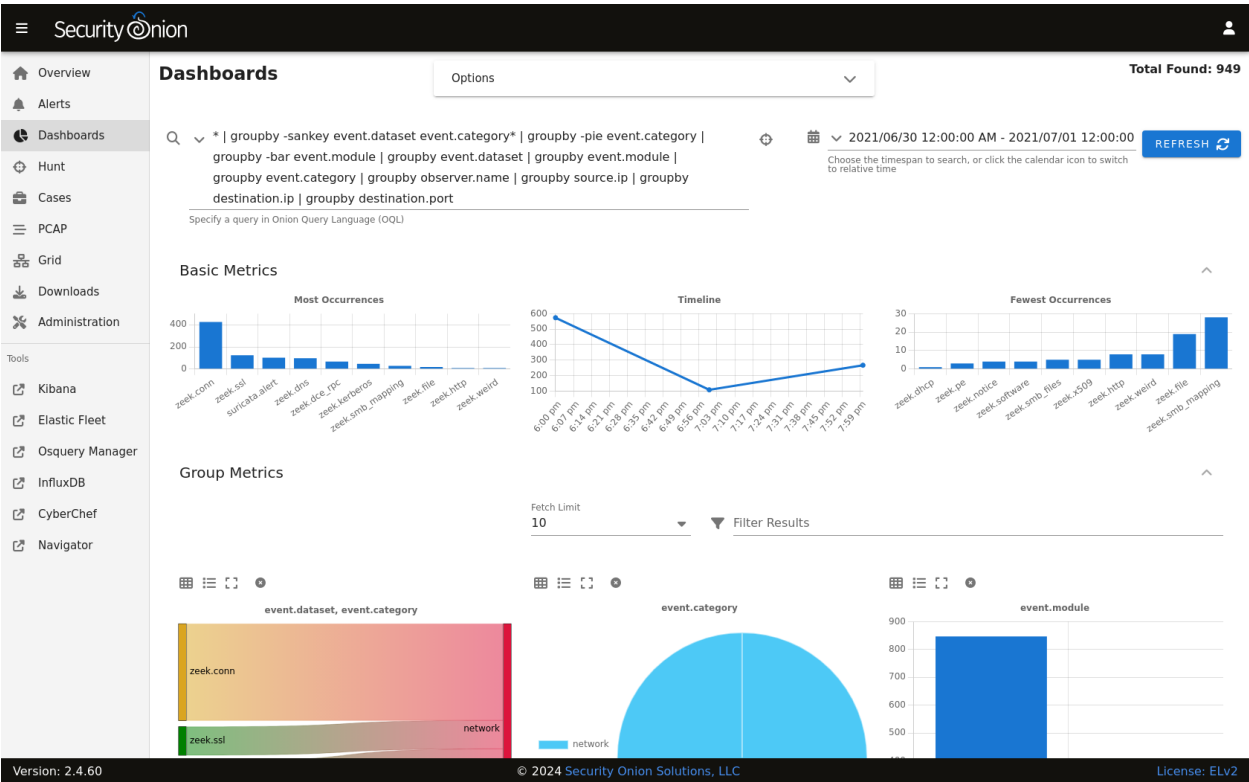 Security Onion
Overview
Alerts
Dashboards
Hunt
Cases
PCAP
Grid
Downloads
Administration
Tools
Kibana
Elastic Fleet
Osquery Manager
InfluxDB
CyberChef
Navigator
Dashboards
Options
Total Found: 949
* | groupby -sankey event.dataset event.category* | groupby -pie event.category |
groupby -bar event.module | groupby event.dataset | groupby event.module |
groupby event.category | groupby observer.name | groupby source.ip | groupby
destination.ip | groupby destination.port
Specify a query in Onion Query Language (OQL)
2021/06/30 12:00:00 AM - 2021/07/01 12:00:00
Choose the timespan to search, or click the calendar icon to switch
to relative time
REFRESH
Basic Metrics
Most Occurrences
400
200
0
zeek.conn
zeek.ssl
suricata.alert
zeek.dns
zeek.dce_rpc
zeek.kerberos
zeek.smb_mapping
zeek.file
zeek.http
zeek.weird
Timeline
600
500
400
300
200
100
6:00 pm
6:07 pm
6:14 pm
6:21 pm
6:28 pm
6:35 pm
6:42 pm
6:49 pm
6:56 pm
7:03 pm
7:10 pm
7:17 pm
7:24 pm
7:31 pm
7:38 pm
7:45 pm
7:52 pm
7:59 pm
Fewest Occurrences
30
20
10
0
zeek.dhcp
zeek.pe
zeek.notice
zeek.software
zeek.smb_files
zeek.x509
zeek.http
zeek.weird
zeek.file
zeek.smb_mapping
Group Metrics
Fetch Limit
10
Filter Results
event.dataset, event.category
zeek.conn
network
zeek.ssl
event.category
network
event.module
900
800
700
600
500
400
Version: 2.4.60
© 2024 Security Onion Solutions, LLC
License: ELv2